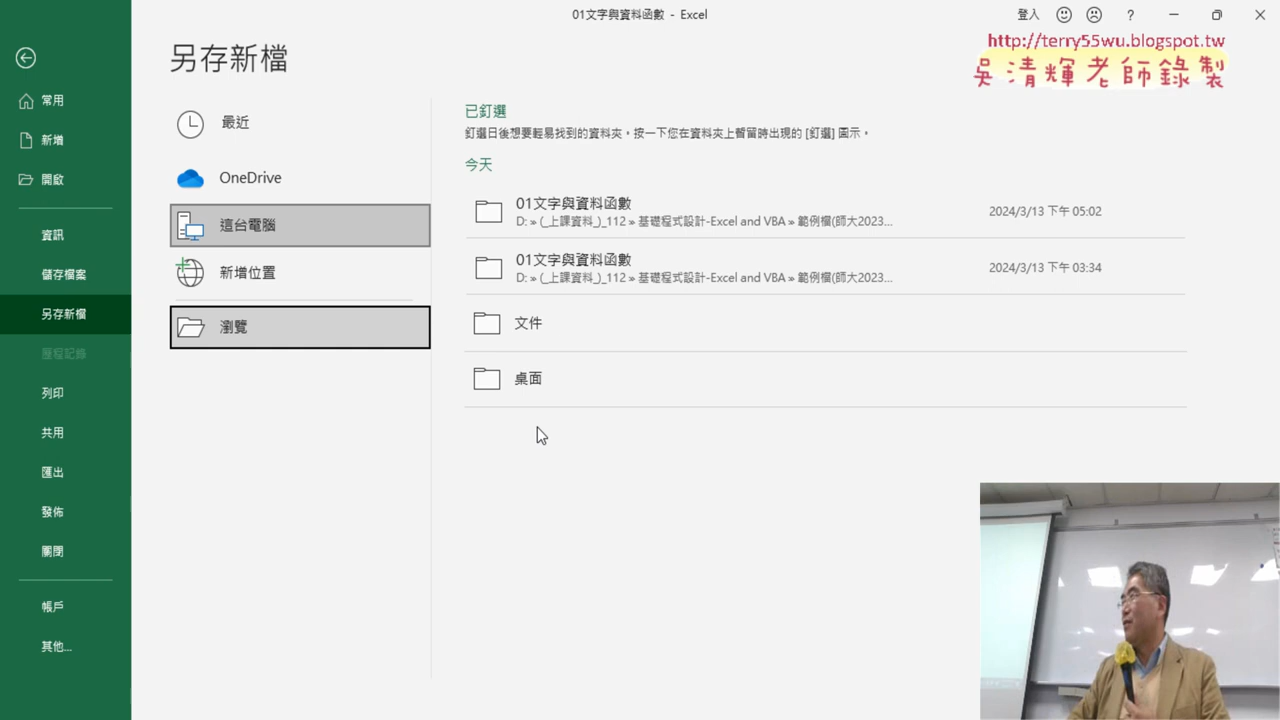 01文字與資料函數 - Excel
登入
?
http://terry55wu.blogspot.tw
吳清輝老師錄製
另存新檔
常用
新增
開啟
資訊
儲存檔案
另存新檔
歷程記錄
列印
共用
匯出
發佈
關閉
帳戶
其他...
最近
OneDrive
這台電腦
新增位置
瀏覽
已釘選
釘選日後想要輕易找到的資料夾。按一下您在資料夾上暫留時出現的 [釘選] 圖示。
今天
01文字與資料函數
2024/3/13 下午 05:02
D: » (_上課資料_)_112 » 基礎程式設計-Excel and VBA » 範例檔(師大2023...
01文字與資料函數
2024/3/13 下午 03:34
D: » (_上課資料_)_112 » 基礎程式設計-Excel and VBA » 範例檔(師大2023...
文件
桌面